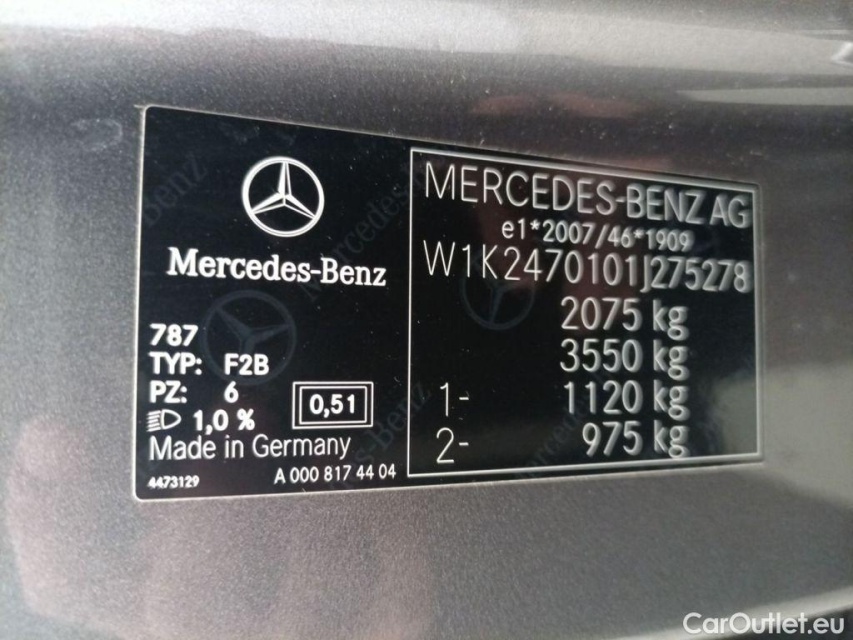 Mercedes-Benz
787
TYP: F2B
PZ: 6
1,0 %
0,51
Made in Germany
4473129
A 000 817 44 04
MERCEDES-BENZ AG
e1*2007/46*1909
W1K2470101J275278
2075 kg
3550 kg
1- 1120 kg
2- 975 kg
CarOutlet.eu